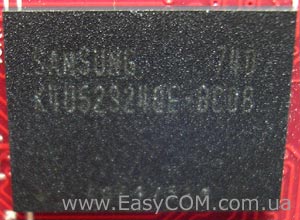 SAMSUNG 740
K4U52324QE-BC08
www.EasyCOM.com.ua